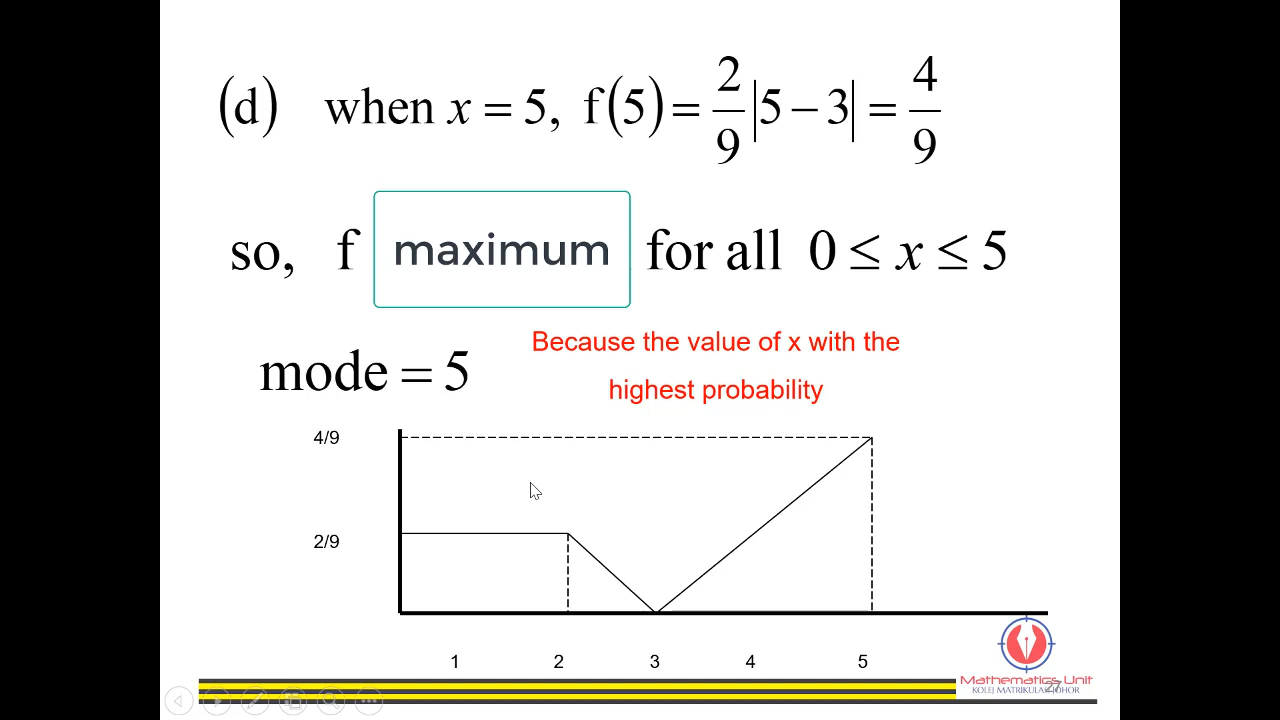 (d) when x = 5, f(5) = 2/9 |5 − 3| = 4/9
so, f maximum for all 0 ≤ x ≤ 5
mode = 5
Because the value of x with the
highest probability
4/9
2/9
1 2 3 4 5
Mathematics Unit
KOLEJ MATRIKULASI JOHOR
27